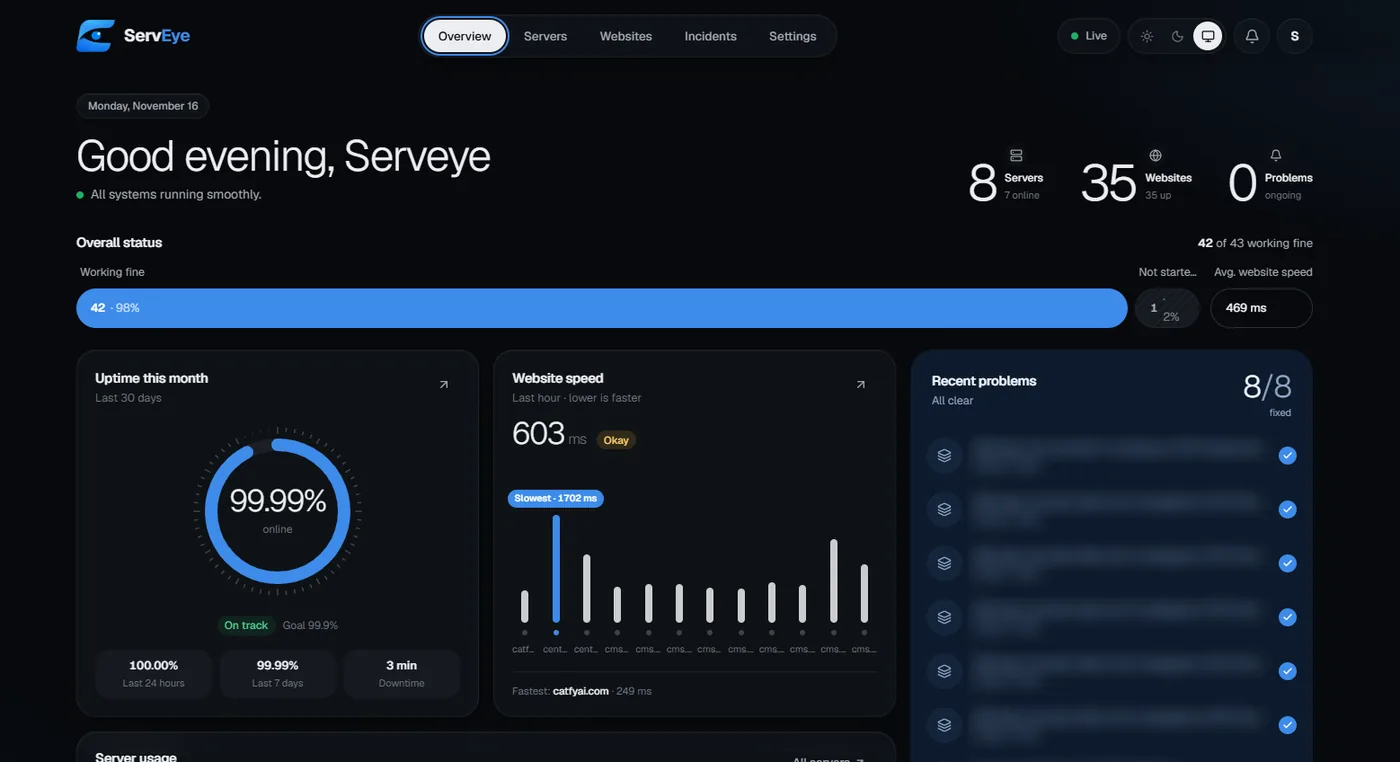 ServEye
Overview
Servers
Websites
Incidents
Settings
Live
S
Monday, November 16
Good evening, Serveye
All systems running smoothly.
8
Servers
7 online
35
Websites
35 up
0
Problems
ongoing
Overall status
42 of 43 working fine
Working fine
Not starte...
Avg. website speed
42 · 98%
1 · 2%
469 ms
Uptime this month
Last 30 days
99.99%
online
On track
Goal 99.9%
100.00%
Last 24 hours
99.99%
Last 7 days
3 min
Downtime
Website speed
Last hour · lower is faster
603 ms
Okay
Slowest · 1702 ms
catf... cent... cent... cms... cms... cms.... cms... cms.... cms.... cms.... cms.... cms....
Fastest: catfyai.com · 249 ms
Recent problems
All clear
8/8
fixed
Server usage
All servers